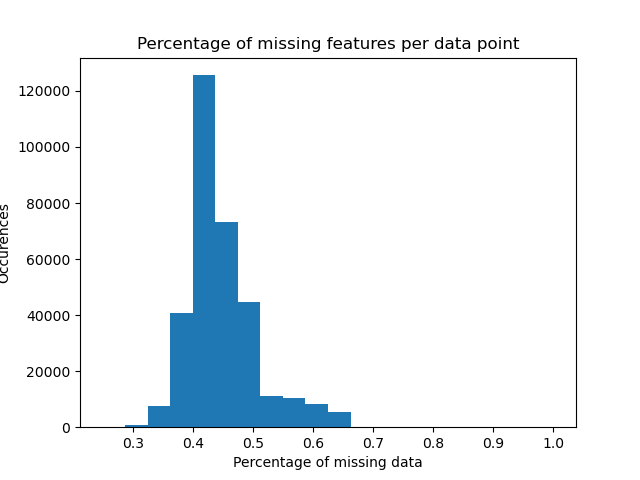 Percentage of missing features per data point
120000
100000
80000
60000
40000
20000
0
Occurences
0.3 0.4 0.5 0.6 0.7 0.8 0.9 1.0
Percentage of missing data